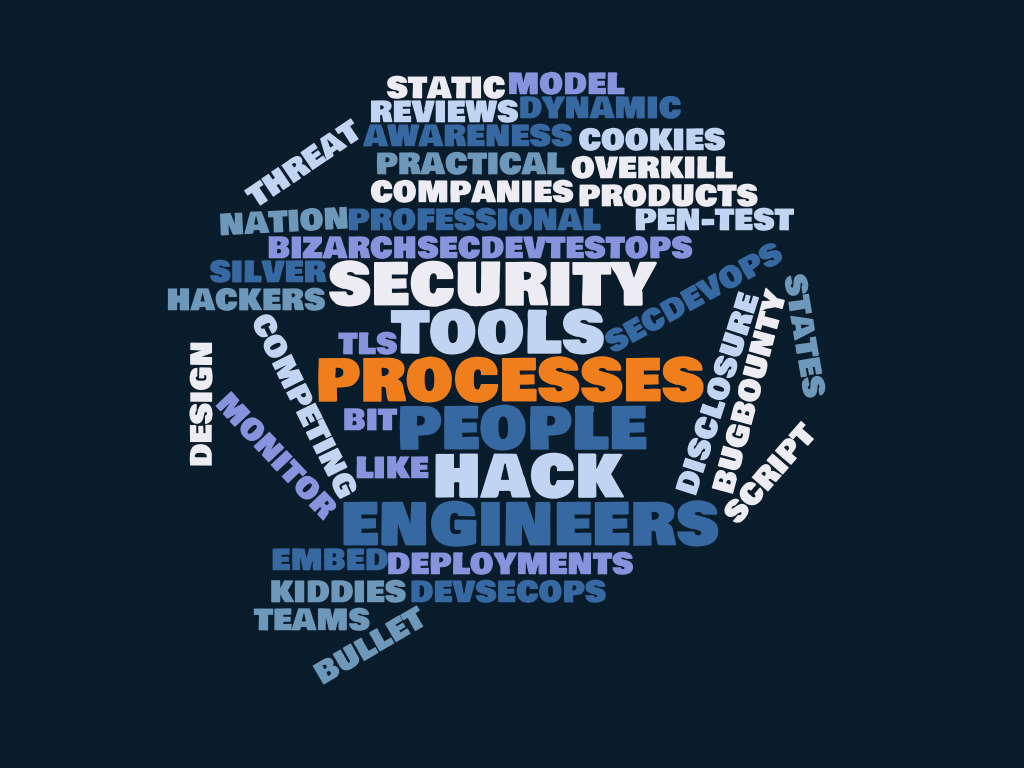 STATIC MODEL
REVIEWS DYNAMIC
THREAT
AWARENESS COOKIES
PRACTICAL OVERKILL
COMPANIES PRODUCTS
NATION PROFESSIONAL PEN-TEST
BIZARCHSECDEVTESTOPS
SILVER SECURITY SECDEVOPS
HACKERS
STATES
TLS TOOLS
COMPETING
DISCLOSURE
BUGBOUNTY
DESIGN
PROCESSES
MONITOR
BIT PEOPLE
LIKE HACK
SCRIPT
ENGINEERS
EMBED DEPLOYMENTS
KIDDIES DEVSECOPS
TEAMS
BULLET